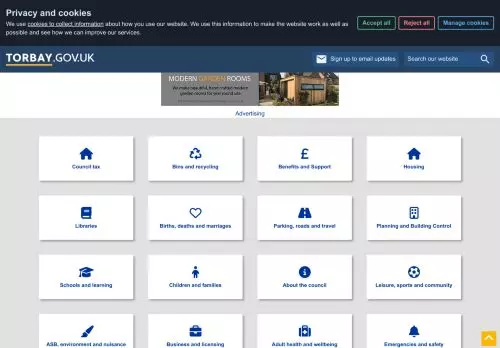 Privacy and cookies
We use cookies to collect information about how you use our website. We use this information to make the website work as well as
possible and see how we can improve our services.
Accept all
Reject all
Manage cookies
TORBAY.GOV.UK
Sign up to email updates
Search our website
MODERN GARDEN ROOMS
We make beautiful, hand crafted modern
garden rooms for year round use.
Advertising
Council tax
Bins and recycling
Benefits and Support
Housing
Libraries
Births, deaths and marriages
Parking, roads and travel
Planning and Building Control
Schools and learning
Children and families
About the council
Leisure, sports and community
ASB, environment and nuisance
Business and licensing
Adult health and wellbeing
Emergencies and safety